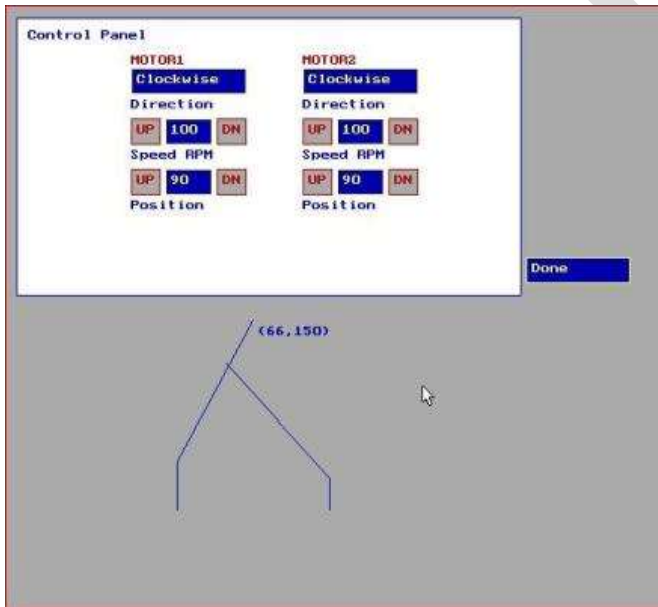 Control Panel
MOTOR1 MOTOR2
Clockwise Clockwise
Direction Direction
UP 100 DN UP 100 DN
Speed RPM Speed RPM
UP 90 DN UP 90 DN
Position Position
Done
(66,150)